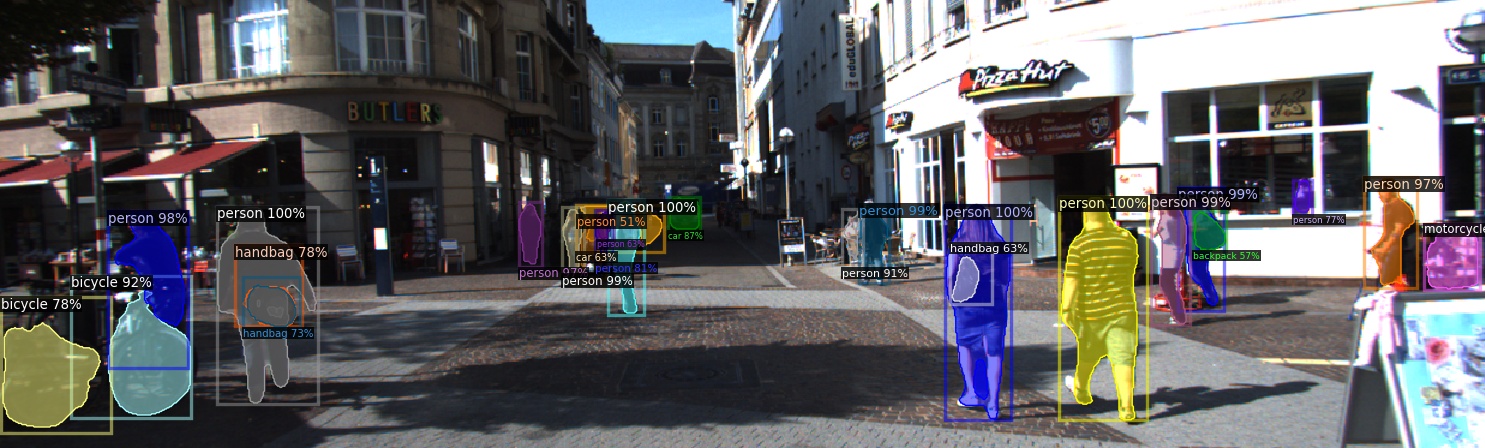 BUTLERS
Pizza Hut
person 98%
person 100%
handbag 78%
bicycle 92%
bicycle 78%
handbag 73%
person 97%
person 100%
person 51%
person 63%
car 87%
car 63%
person 81%
person 99%
person 99%
person 91%
person 100%
handbag 63%
person 100%
person 99%
person 99%
backpack 57%
person 77%
person 97%
motorcycle